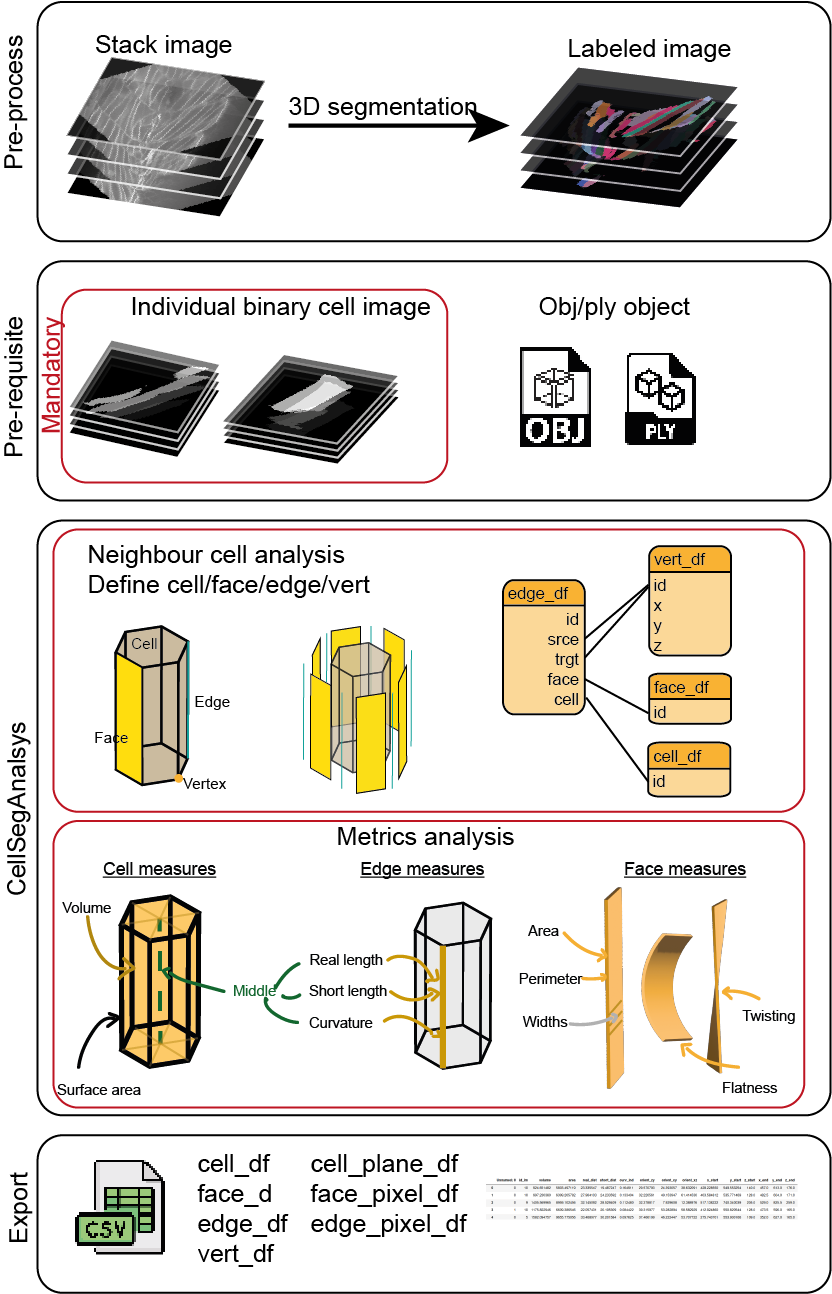 Pre-process
Stack image
3D segmentation
Labeled image
Pre-requisite
Mandatory
Individual binary cell image
Obj/ply object
OBJ
PLY
CellSegAnalsys
Neighbour cell analysis
Define cell/face/edge/vert
Cell
Edge
Face
Vertex
edge_df
id
srce
trgt
face
cell
vert_df
id
x
y
z
face_df
id
cell_df
id
Metrics analysis
Cell measures
Volume
Middle
Surface area
Edge measures
Real length
Short length
Curvature
Face measures
Area
Perimeter
Widths
Twisting
Flatness
Export
CSV
cell_df
face_d
edge_df
vert_df
cell_plane_df
face_pixel_df
edge_pixel_df